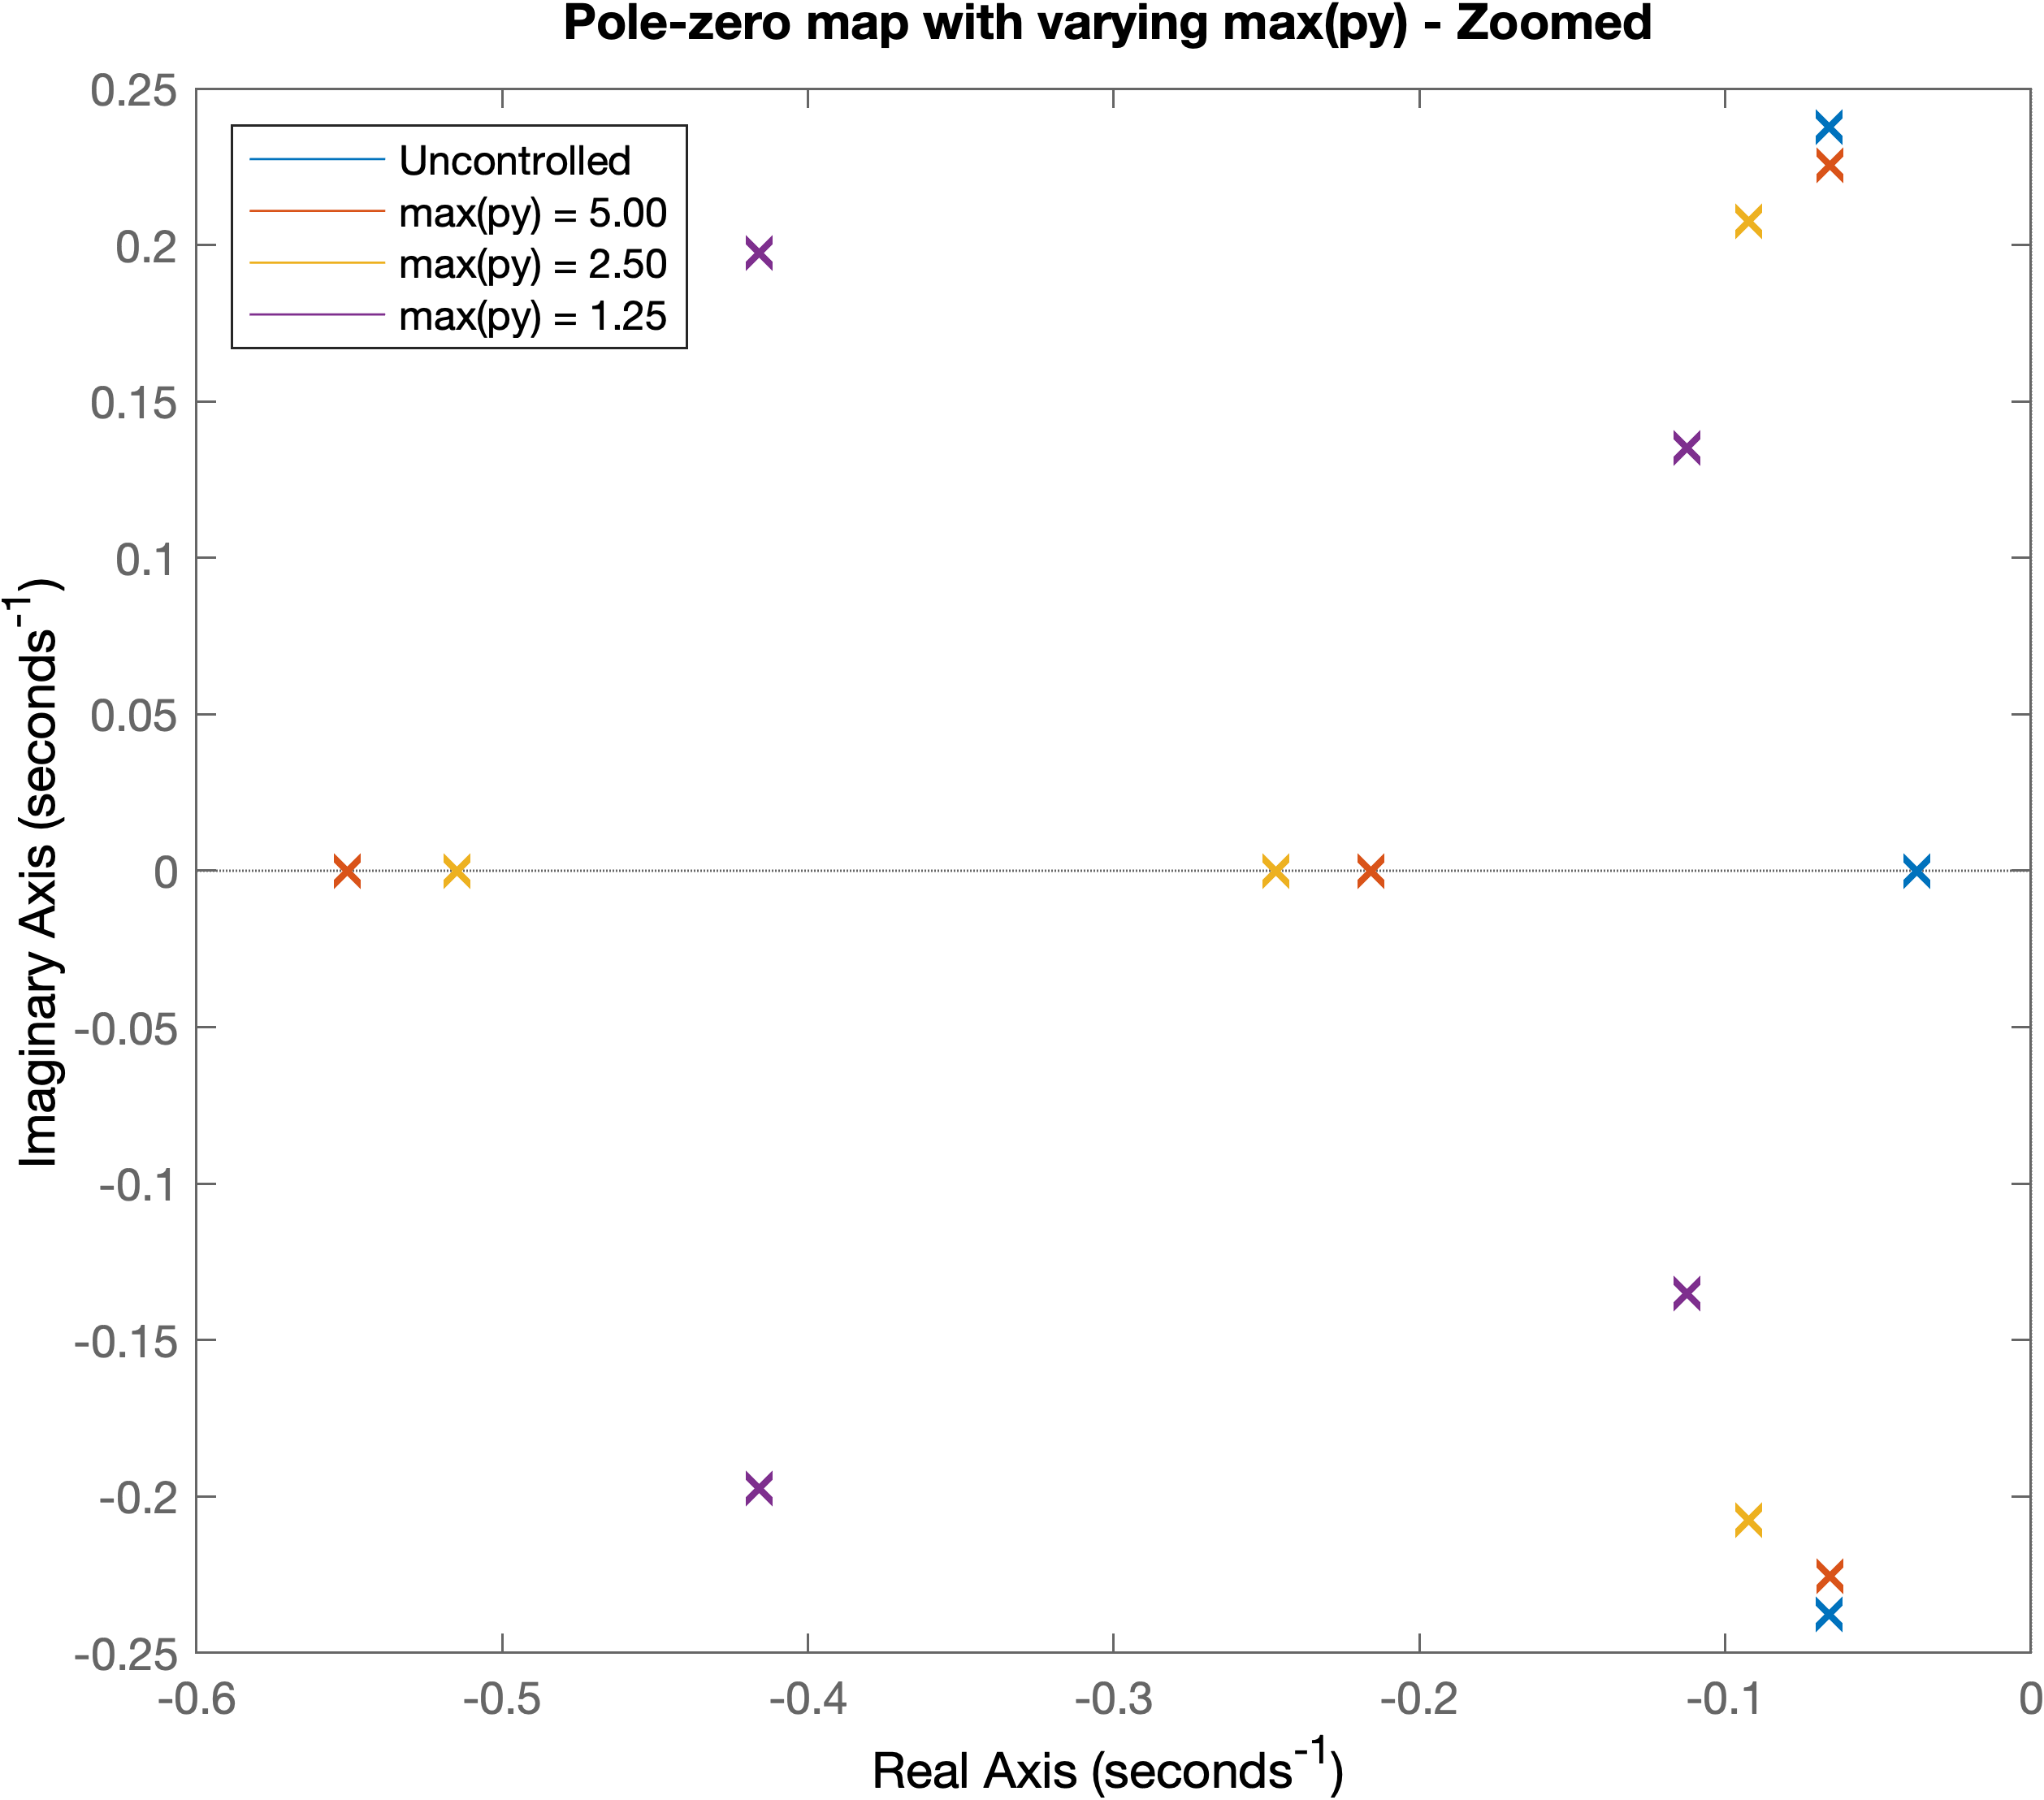 Pole-zero map with varying max(py) - Zoomed
Uncontrolled
max(py) = 5.00
max(py) = 2.50
max(py) = 1.25
0.25
0.2
0.15
0.1
0.05
0
-0.05
-0.1
-0.15
-0.2
-0.25
Imaginary Axis (seconds⁻¹)
-0.6 -0.5 -0.4 -0.3 -0.2 -0.1 0
Real Axis (seconds⁻¹)